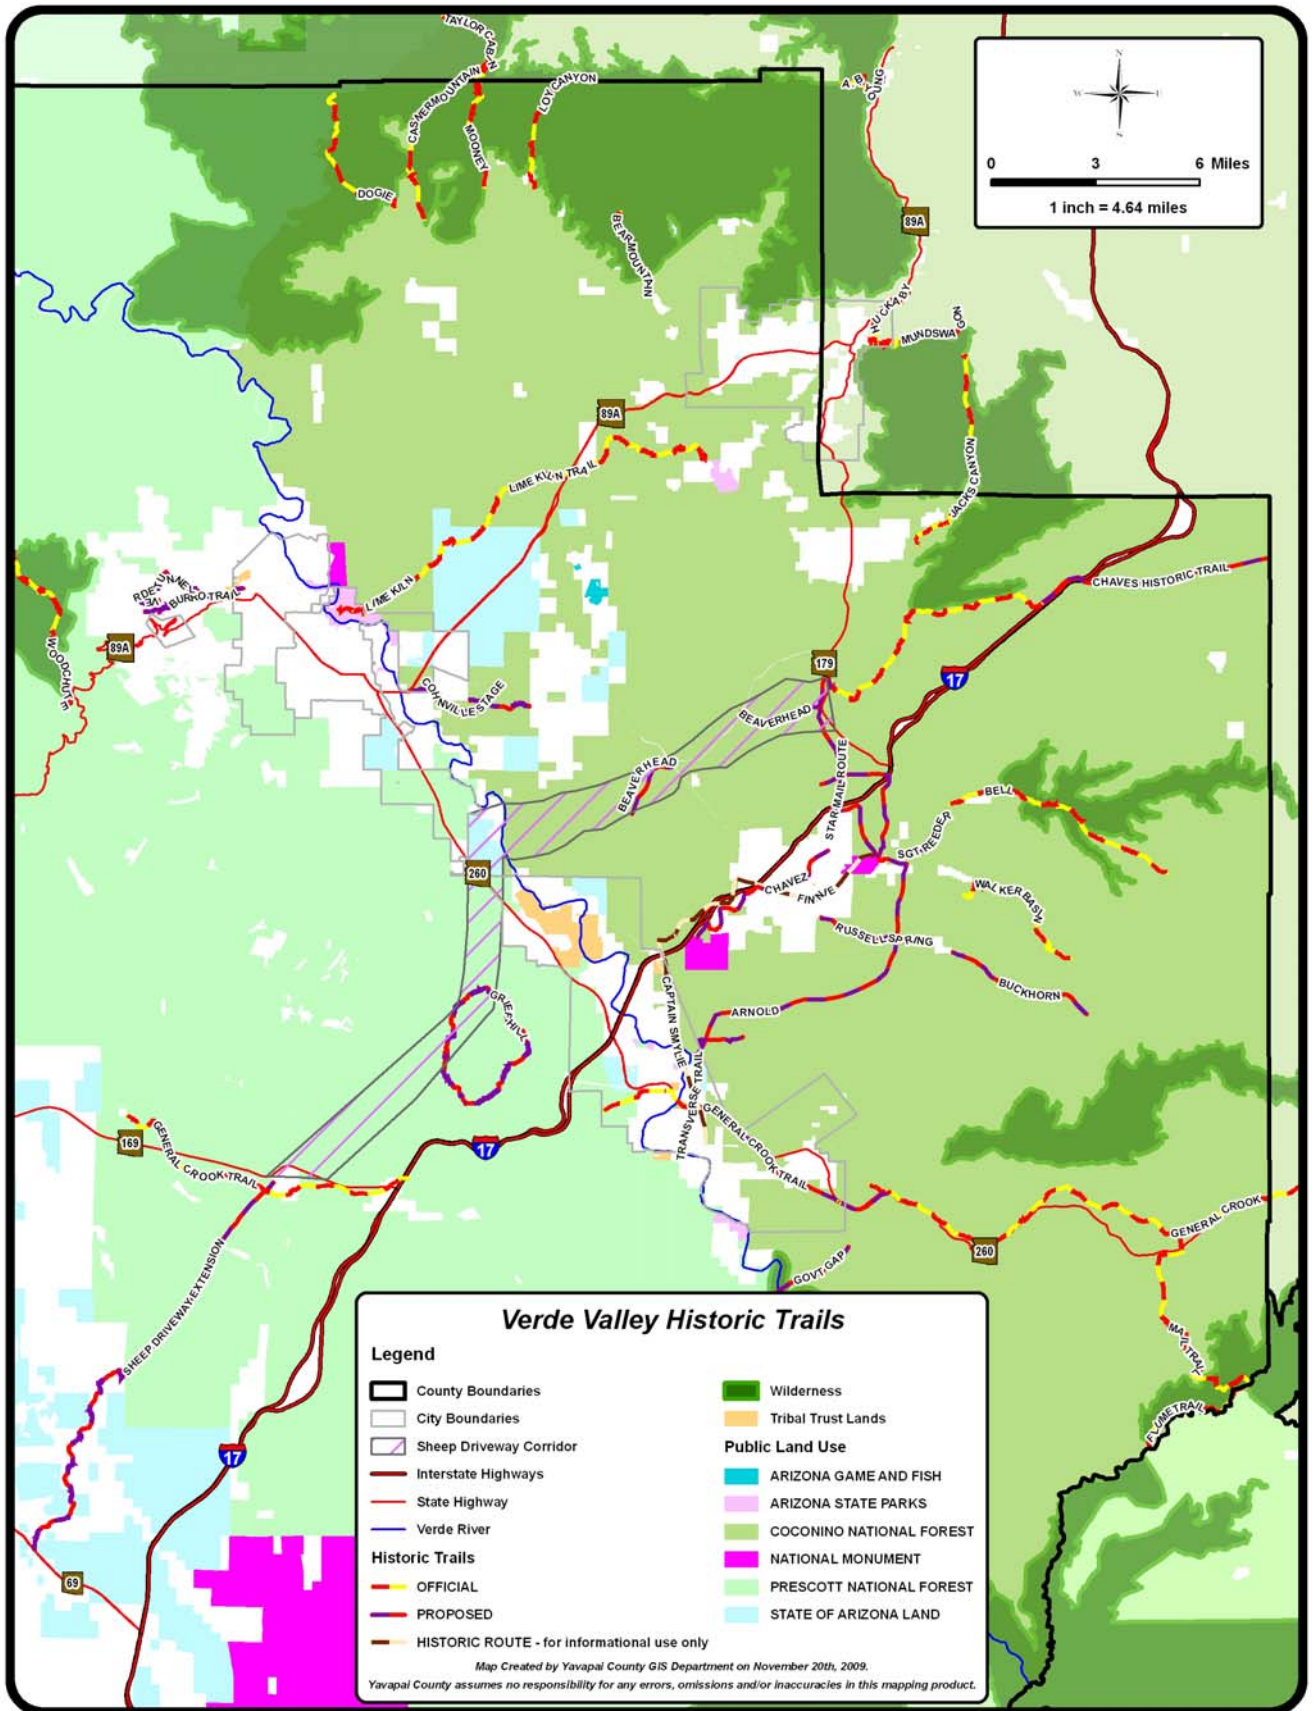 TAYLOR CABIN
CASNER MOUNTAIN
LOY CANYON
MOONEY
DOGIE
BEAR MOUNTAIN
A B YOUNG
N
W
E
S
0 3 6 Miles
1 inch = 4.64 miles
89A
HUCKABY
MUNDSWAGON
89A
LIME KILN TRAIL
JACKS CANYON
LIME KILN
CHAVES HISTORIC TRAIL
BURRO TRAIL
89A
WOODCHUTE
179
17
CORNVILLE STAGE
BEAVERHEAD
BEAVERHEAD
STAR MAIL ROUTE
BELL
SGT REEDER
260
CHAVEZ
FINNIE
WALKER BASIN
RUSSELL SPRING
BUCKHORN
GRIEF HILL
CAPTAIN SMYLIE
ARNOLD
TRANSVERSE TRAIL
GENERAL CROOK TRAIL
169
GENERAL CROOK TRAIL
17
GENERAL CROOK
260
GOVT GAP
SHEEP DRIVEWAY EXTENSION
MAIL TRAIL
FLUME TRAIL
17
69
Verde Valley Historic Trails
Legend
County Boundaries
City Boundaries
Sheep Driveway Corridor
Interstate Highways
State Highway
Verde River
Historic Trails
OFFICIAL
PROPOSED
HISTORIC ROUTE - for informational use only
Wilderness
Tribal Trust Lands
Public Land Use
ARIZONA GAME AND FISH
ARIZONA STATE PARKS
COCONINO NATIONAL FOREST
NATIONAL MONUMENT
PRESCOTT NATIONAL FOREST
STATE OF ARIZONA LAND
Map Created by Yavapai County GIS Department on November 20th, 2009.
Yavapai County assumes no responsibility for any errors, omissions and/or inaccuracies in this mapping product.